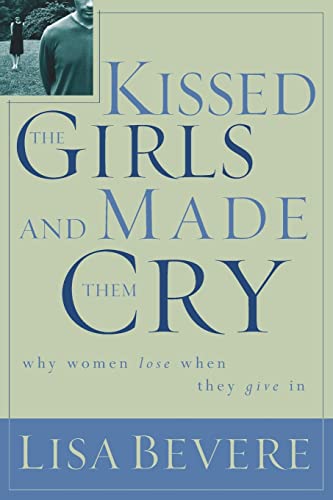 KISSED
THE GIRLS
AND MADE
THEM CRY
why women lose when
they give in
LISA BEVERE